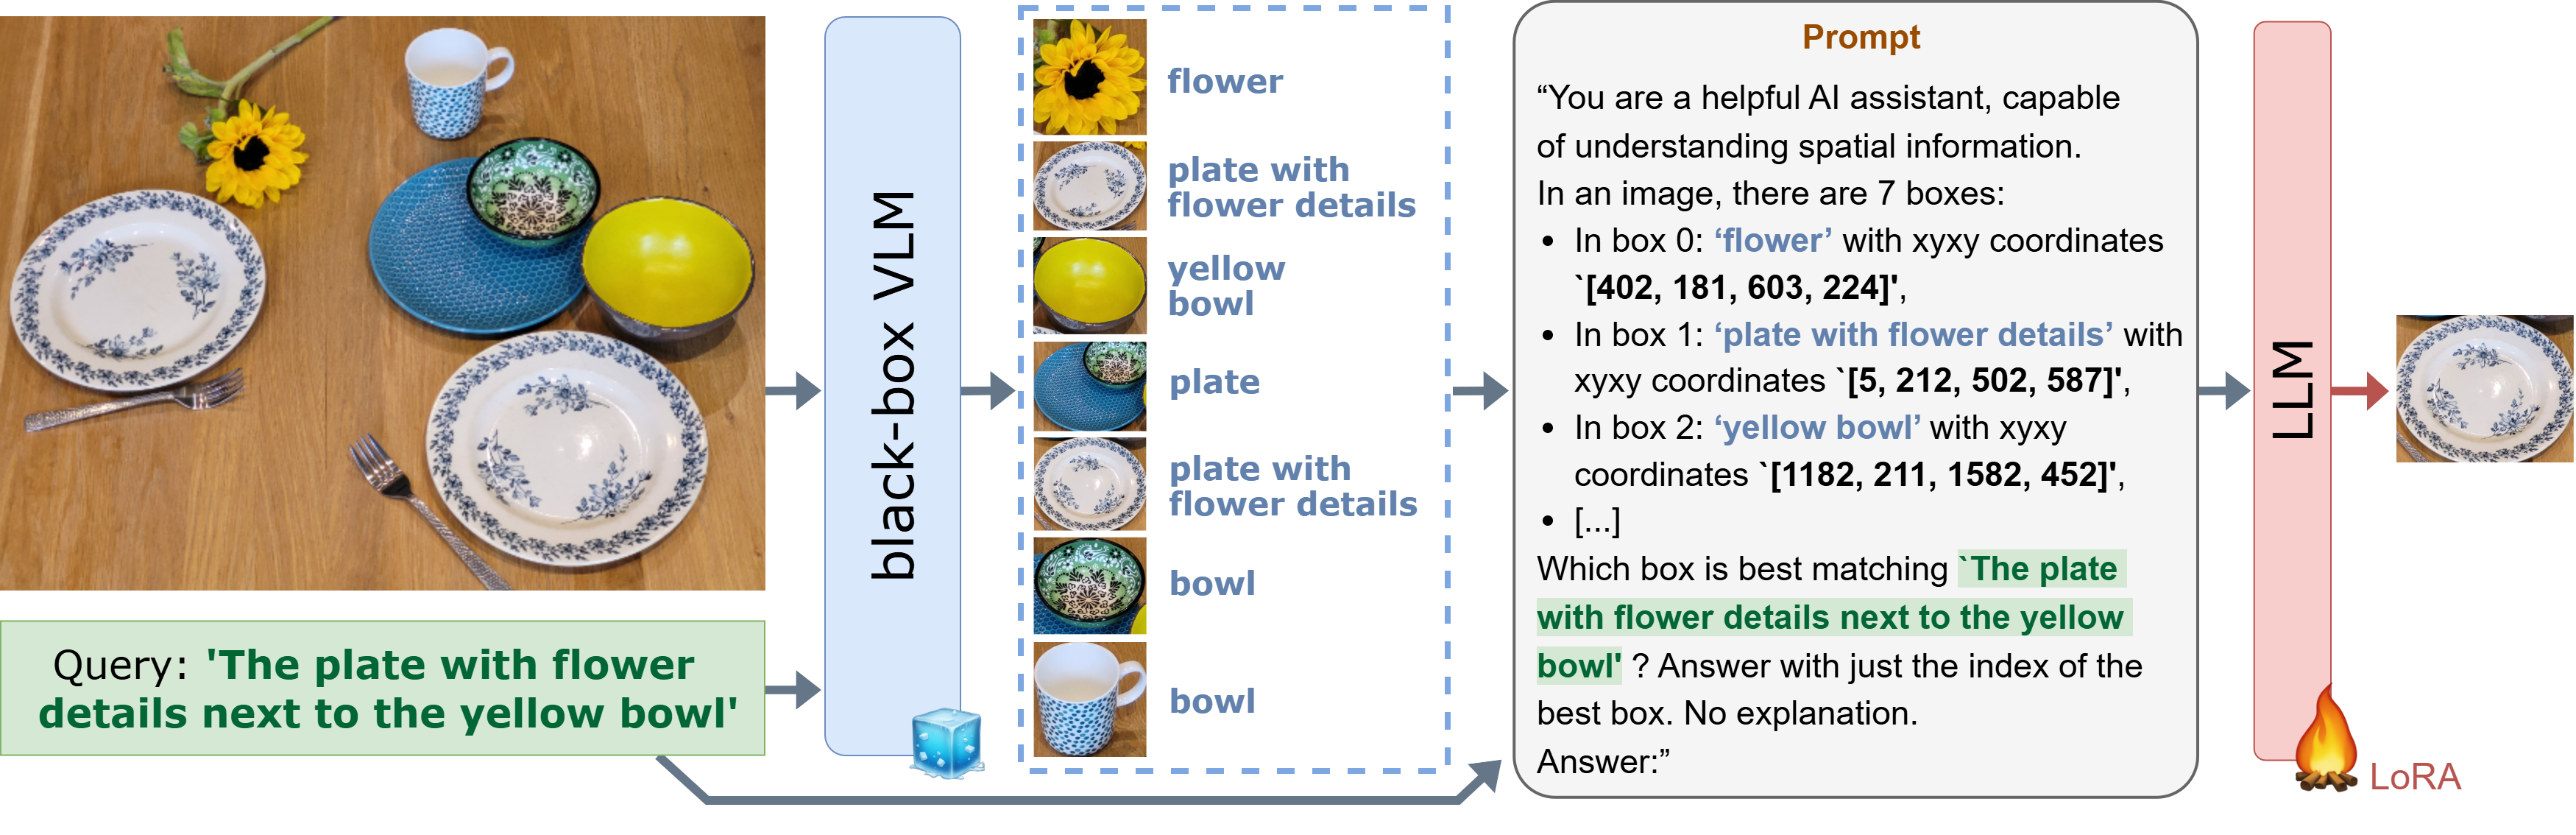 Query: 'The plate with flower
details next to the yellow bowl'
black-box VLM
flower
plate with
flower details
yellow
bowl
plate
plate with
flower details
bowl
bowl
Prompt
“You are a helpful AI assistant, capable
of understanding spatial information.
In an image, there are 7 boxes:
• In box 0: ‘flower’ with xyxy coordinates
`[402, 181, 603, 224]',
• In box 1: ‘plate with flower details’ with
xyxy coordinates `[5, 212, 502, 587]',
• In box 2: ‘yellow bowl’ with xyxy
coordinates `[1182, 211, 1582, 452]',
• [...]
Which box is best matching `The plate
with flower details next to the yellow
bowl' ? Answer with just the index of the
best box. No explanation.
Answer:”
LLM
LoRA